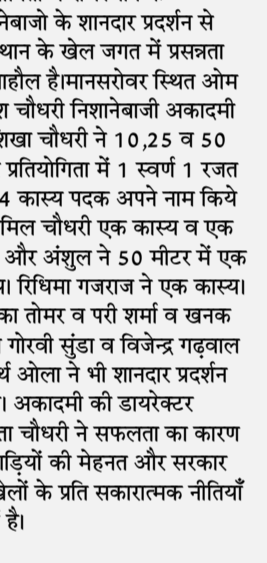 नेबाजो के शानदार प्रदर्शन से
थान के खेल जगत में प्रसन्नता
माहौल है।मानसरोवर स्थित ओम
चौधरी निशानेबाजी अकादमी
शिखा चौधरी ने 10,25 व 50
प्रतियोगिता में 1 स्वर्ण 1 रजत
4 कास्य पदक अपने नाम किये
मिल चौधरी एक कास्य व एक
और अंशुल ने 50 मीटर में एक
रिधिमा गजराज ने एक कास्य।
का तोमर व परी शर्मा व खनक
गोरवी सुंडा व विजेन्द्र गढ़वाल
र्थ ओला ने भी शानदार प्रदर्शन
। अकादमी की डायरेक्टर
ता चौधरी ने सफलता का कारण
ाड़ियों की मेहनत और सरकार
खेलों के प्रति सकारात्मक नीतियाँ
है।